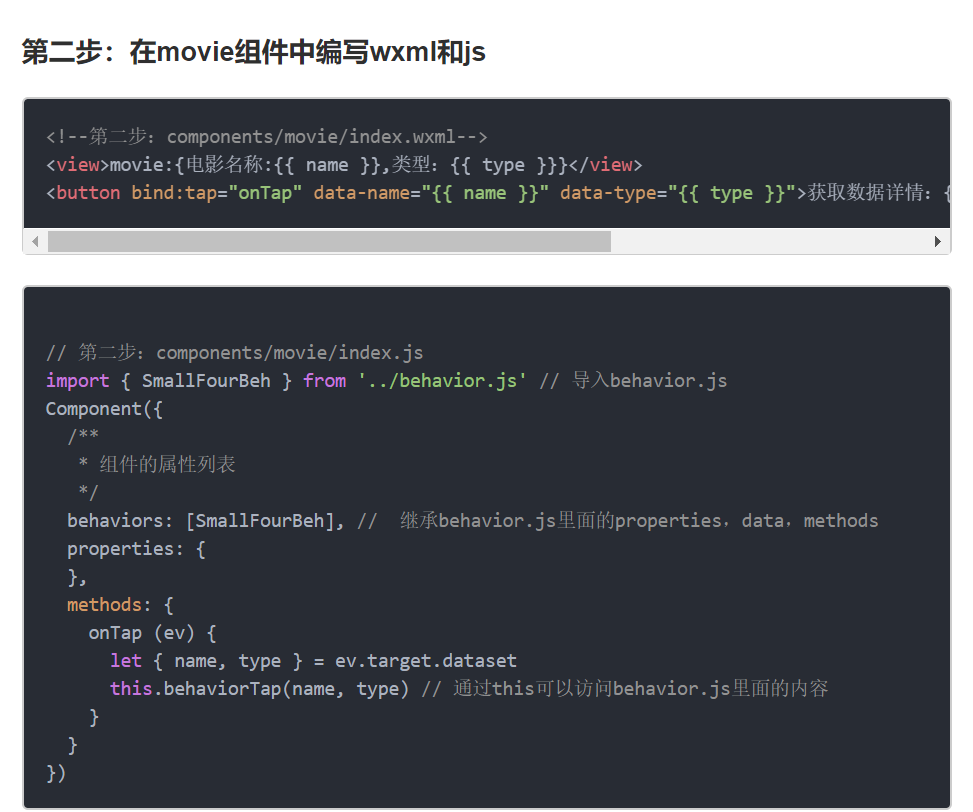 第二步：在movie组件中编写wxml和js
<!--第二步：components/movie/index.wxml-->
<view>movie:{电影名称:{{ name }},类型：{{ type }}}</view>
<button bind:tap="onTap" data-name="{{ name }}" data-type="{{ type }}">获取数据详情：{
// 第二步：components/movie/index.js
import { SmallFourBeh } from '../behavior.js' // 导入behavior.js
Component({
  /**
   * 组件的属性列表
   */
  behaviors: [SmallFourBeh], //  继承behavior.js里面的properties，data，methods
  properties: {
  },
  methods: {
    onTap (ev) {
      let { name, type } = ev.target.dataset
      this.behaviorTap(name, type) // 通过this可以访问behavior.js里面的内容
    }
  }
})